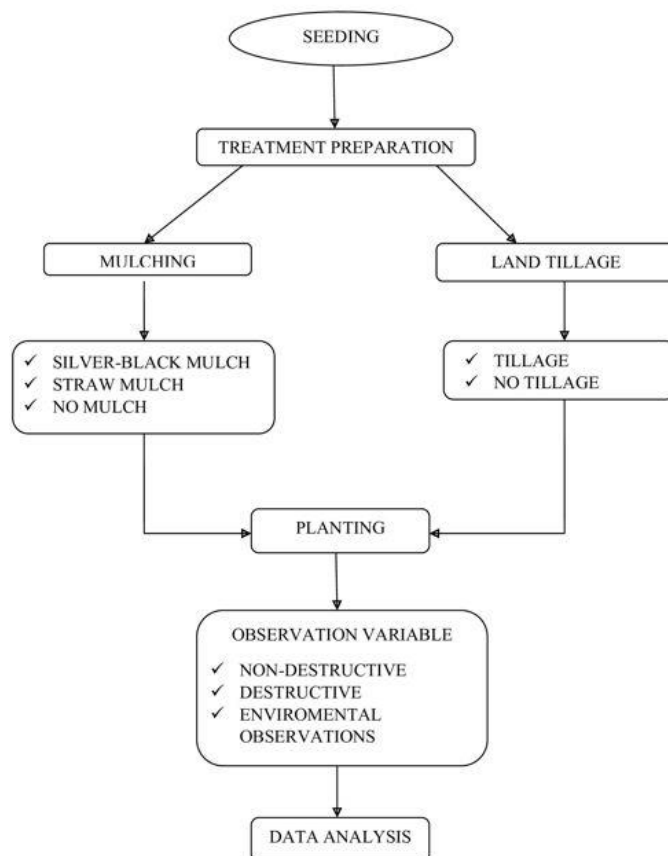 SEEDING
TREATMENT PREPARATION
MULCHING
LAND TILLAGE
✓ SILVER-BLACK MULCH
✓ STRAW MULCH
✓ NO MULCH
✓ TILLAGE
✓ NO TILLAGE
PLANTING
OBSERVATION VARIABLE
✓ NON-DESTRUCTIVE
✓ DESTRUCTIVE
✓ ENVIROMENTAL
OBSERVATIONS
DATA ANALYSIS